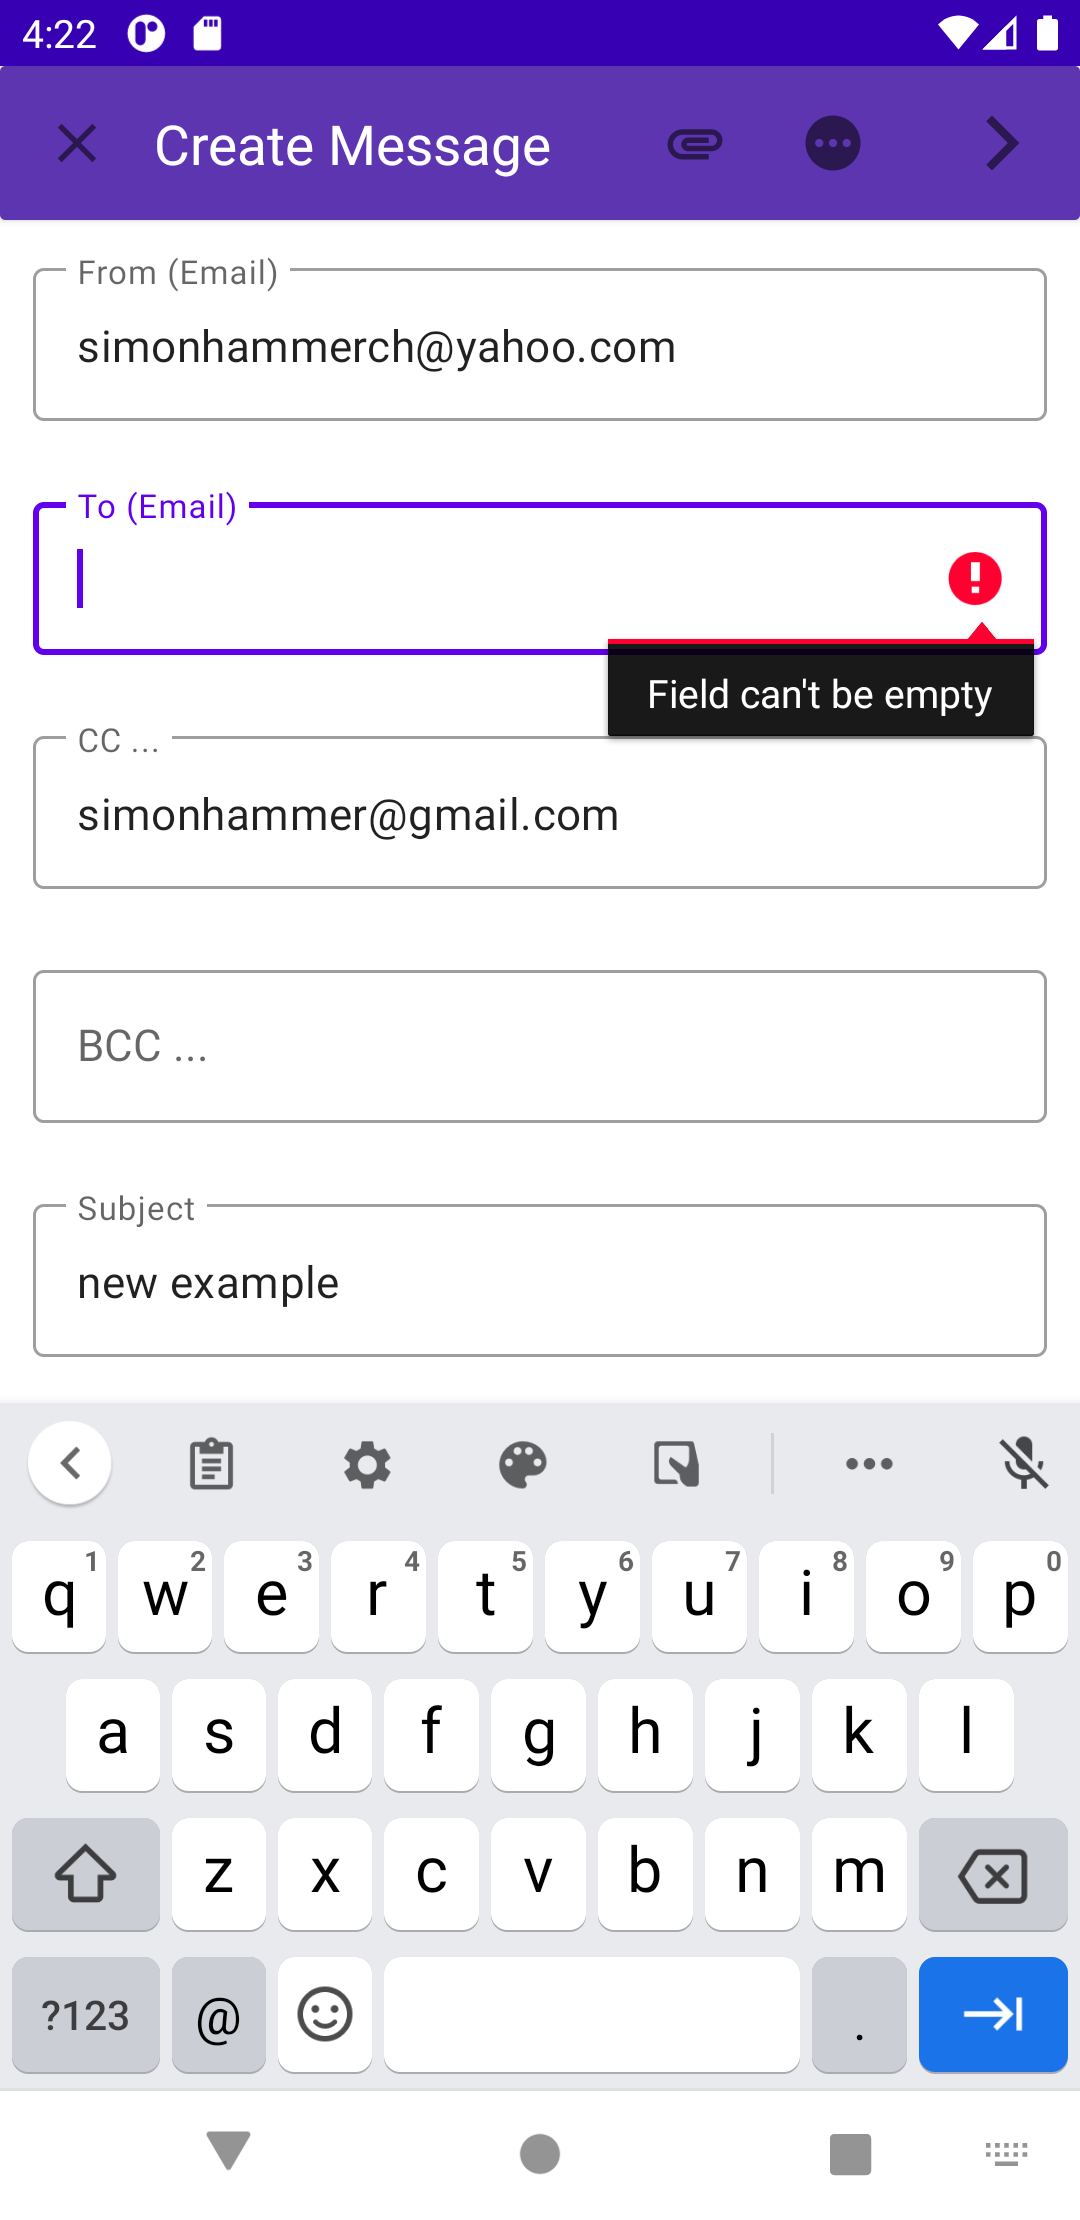 4:22
Create Message
From (Email)
simonhammerch@yahoo.com
To (Email)
Field can't be empty
CC ...
simonhammer@gmail.com
BCC ...
Subject
new example
q 1 w 2 e 3 r 4 t 5 y 6 u 7 i 8 o 9 p 0
a s d f g h j k l
z x c v b n m
?123 @ .